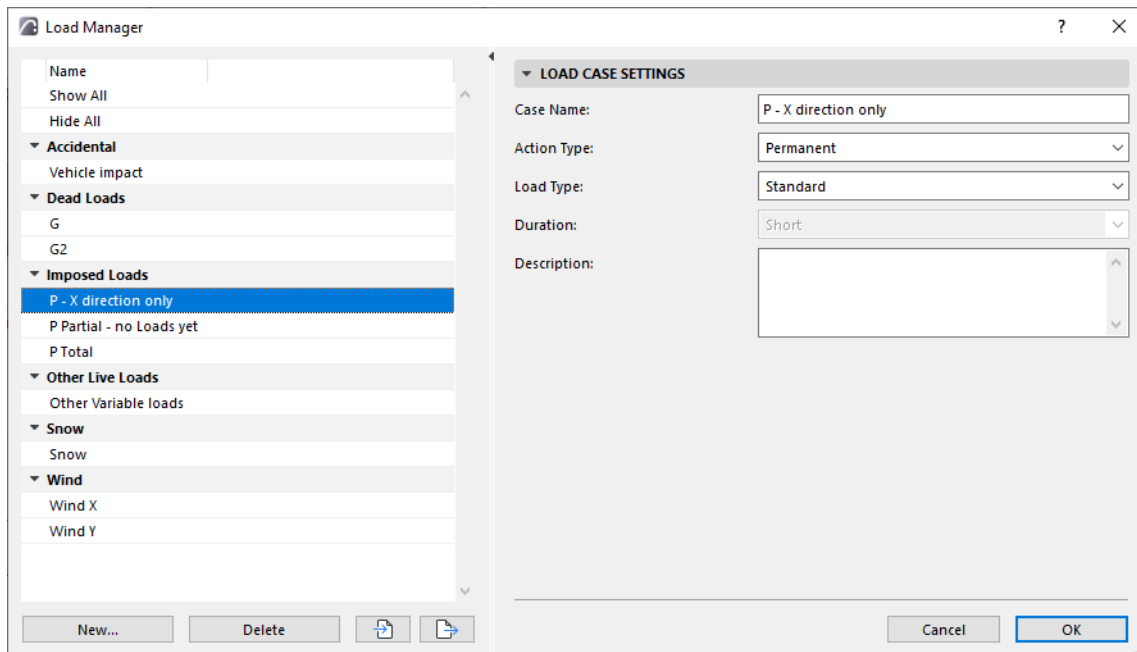 Load Manager
?
Name
Show All
Hide All
Accidental
Vehicle impact
Dead Loads
G
G2
Imposed Loads
P - X direction only
P Partial - no Loads yet
P Total
Other Live Loads
Other Variable loads
Snow
Snow
Wind
Wind X
Wind Y
New...
Delete
LOAD CASE SETTINGS
Case Name: P - X direction only
Action Type: Permanent
Load Type: Standard
Duration: Short
Description:
Cancel
OK